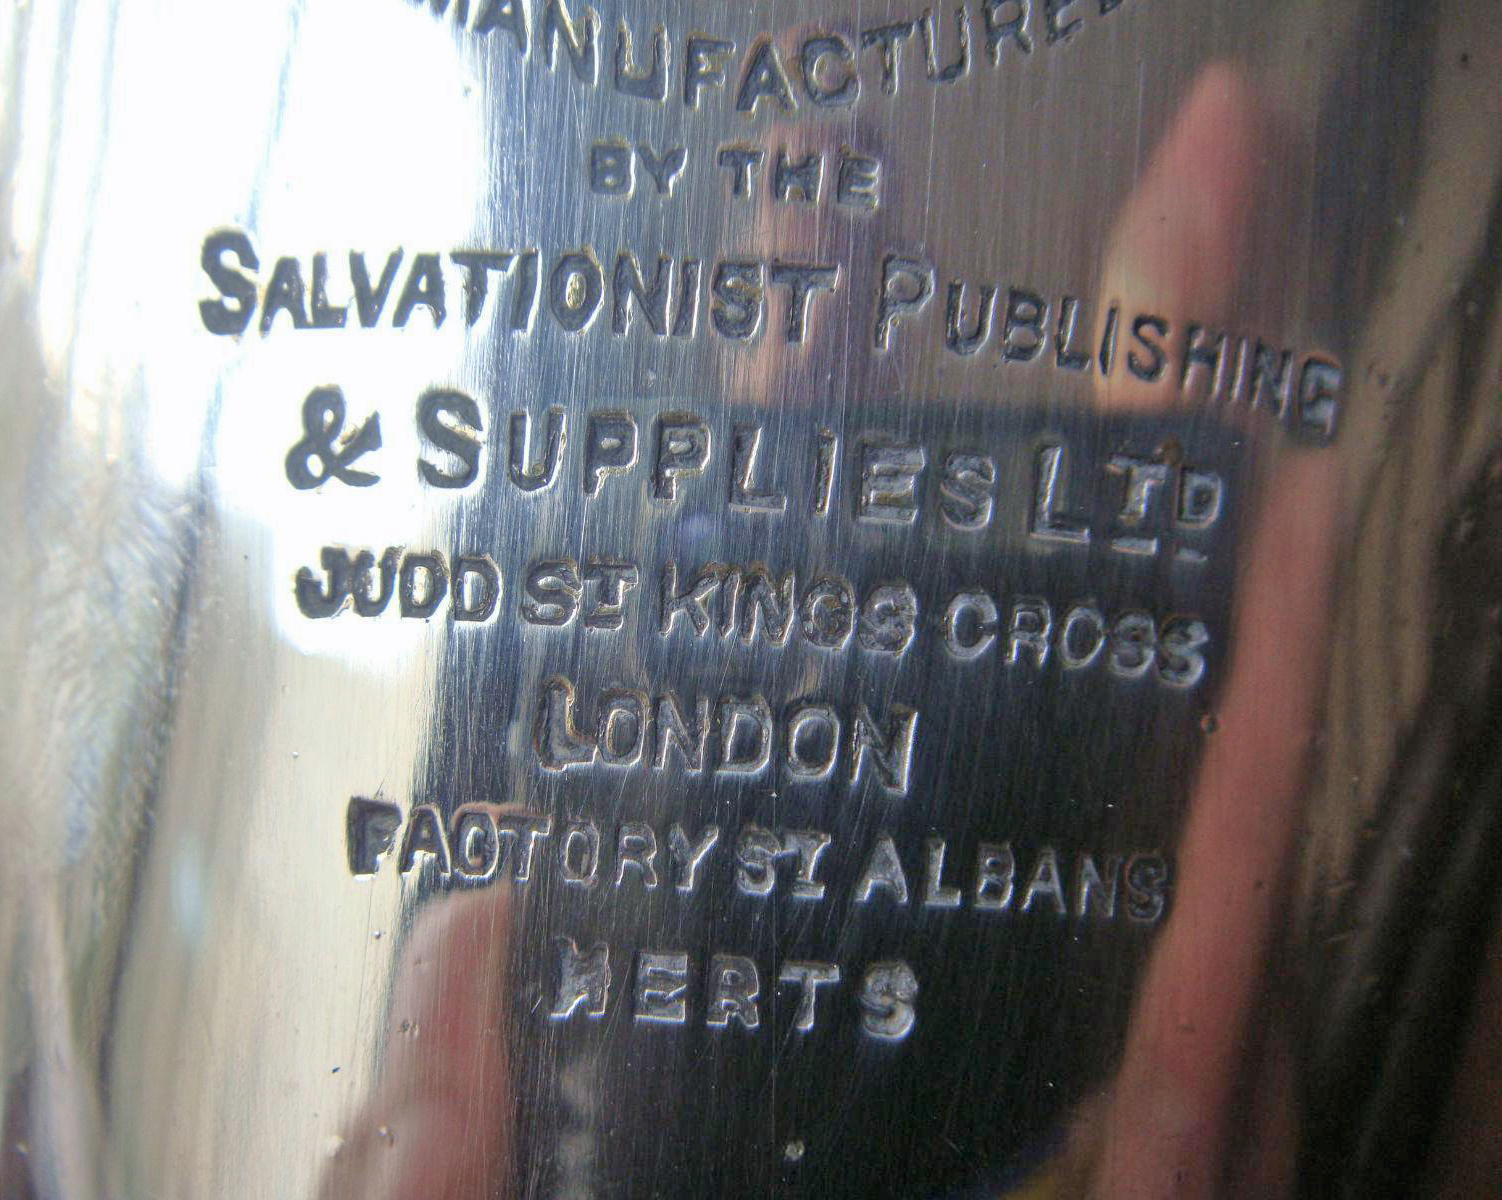 MANUFACTURED
BY THE
SALVATIONIST PUBLISHING
& SUPPLIES LTD
JUDD ST KINGS CROSS
LONDON
FACTORY ST ALBANS
HERTS